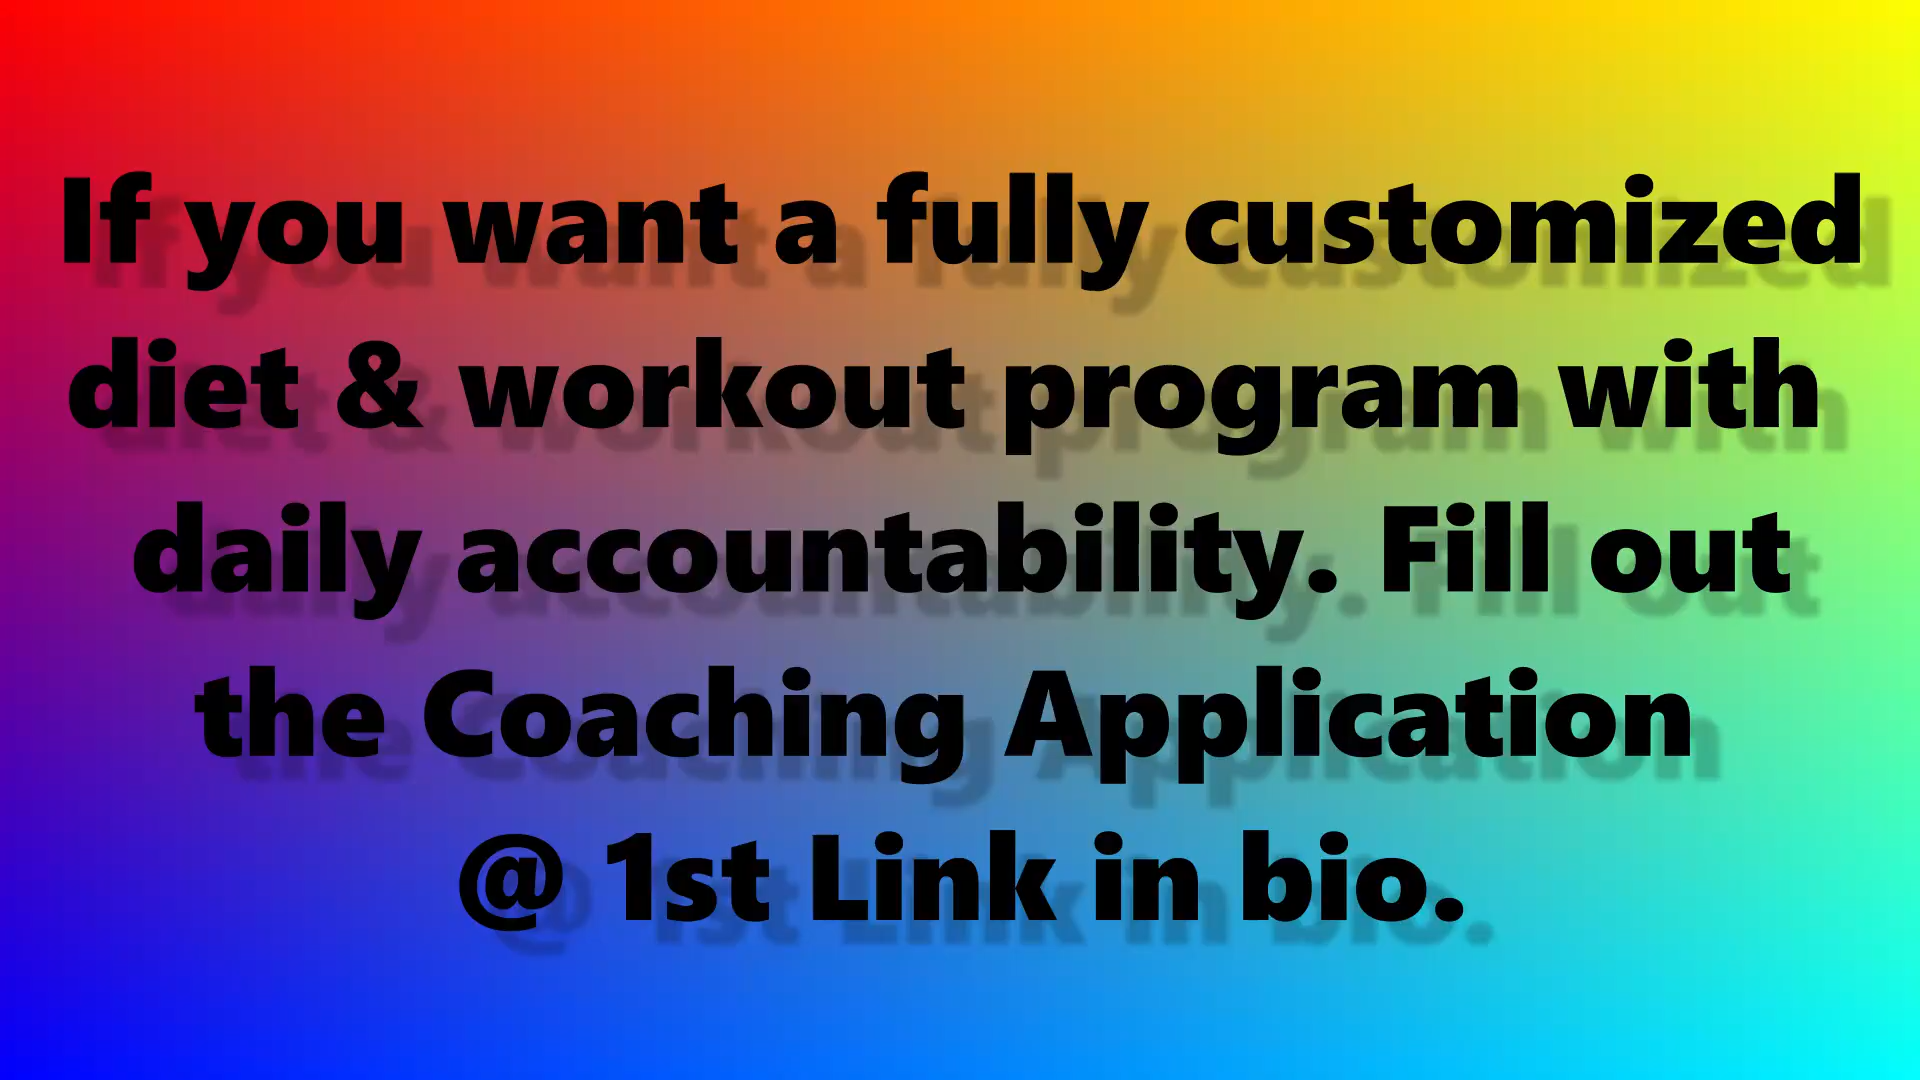 If you want a fully customized
diet & workout program with
daily accountability. Fill out
the Coaching Application
@ 1st Link in bio.